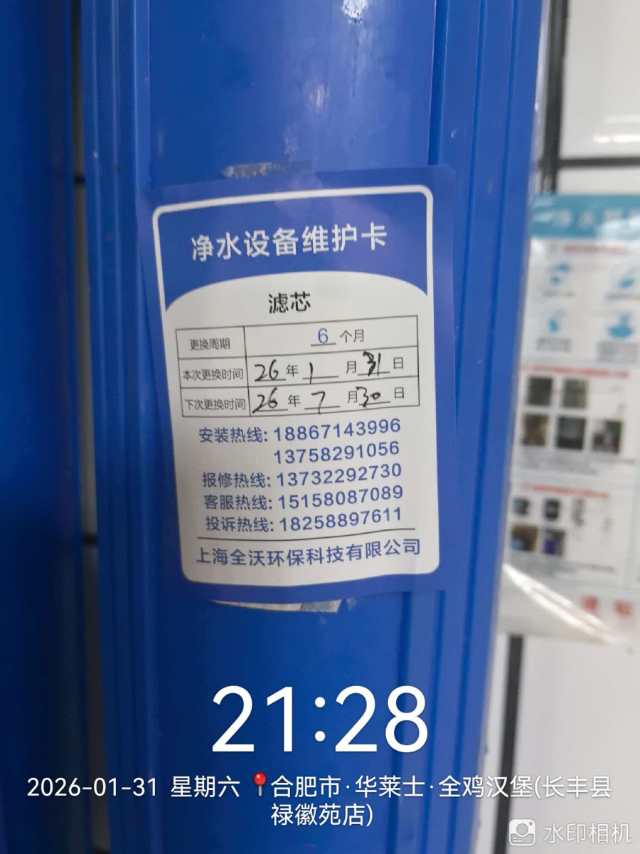 净水设备维护卡
滤芯
更换周期 6 个月
本次更换时间 26 年 1 月 31 日
下次更换时间 26 年 7 月 30 日
安装热线: 18867143996
13758291056
报修热线: 13732292730
客服热线: 15158087089
投诉热线: 18258897611
上海全沃环保科技有限公司
21:28
2026-01-31 星期六 合肥市·华莱士·全鸡汉堡(长丰县
禄徽苑店)
水印相机